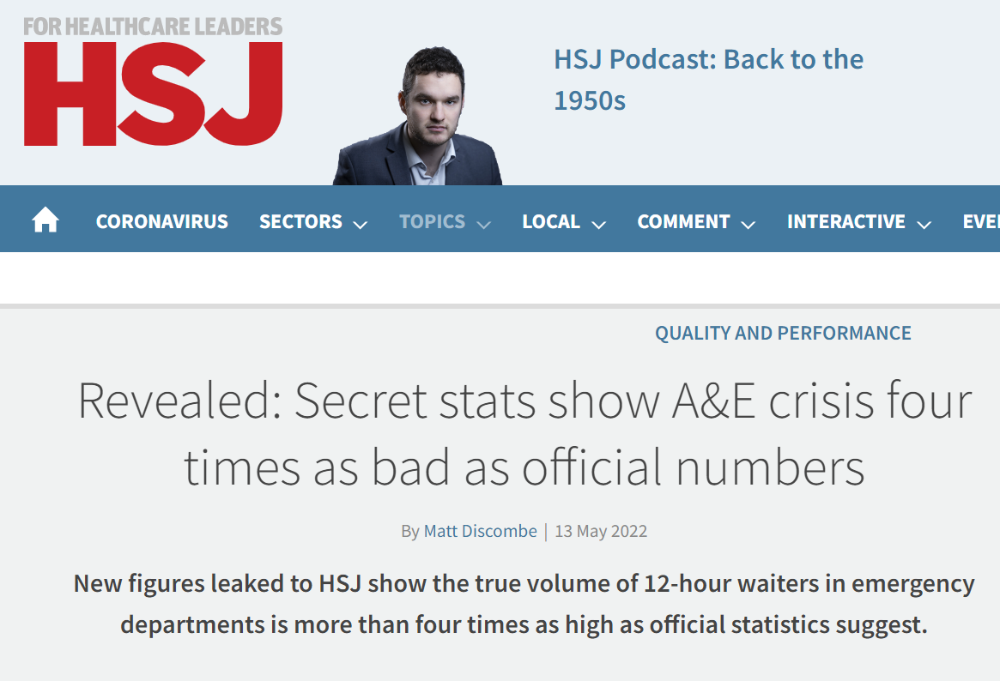 FOR HEALTHCARE LEADERS
HSJ
HSJ Podcast: Back to the
1950s
CORONAVIRUS SECTORS TOPICS LOCAL COMMENT INTERACTIVE
QUALITY AND PERFORMANCE
Revealed: Secret stats show A&E crisis four
times as bad as official numbers
By Matt Discombe | 13 May 2022
New figures leaked to HSJ show the true volume of 12-hour waiters in emergency
departments is more than four times as high as official statistics suggest.